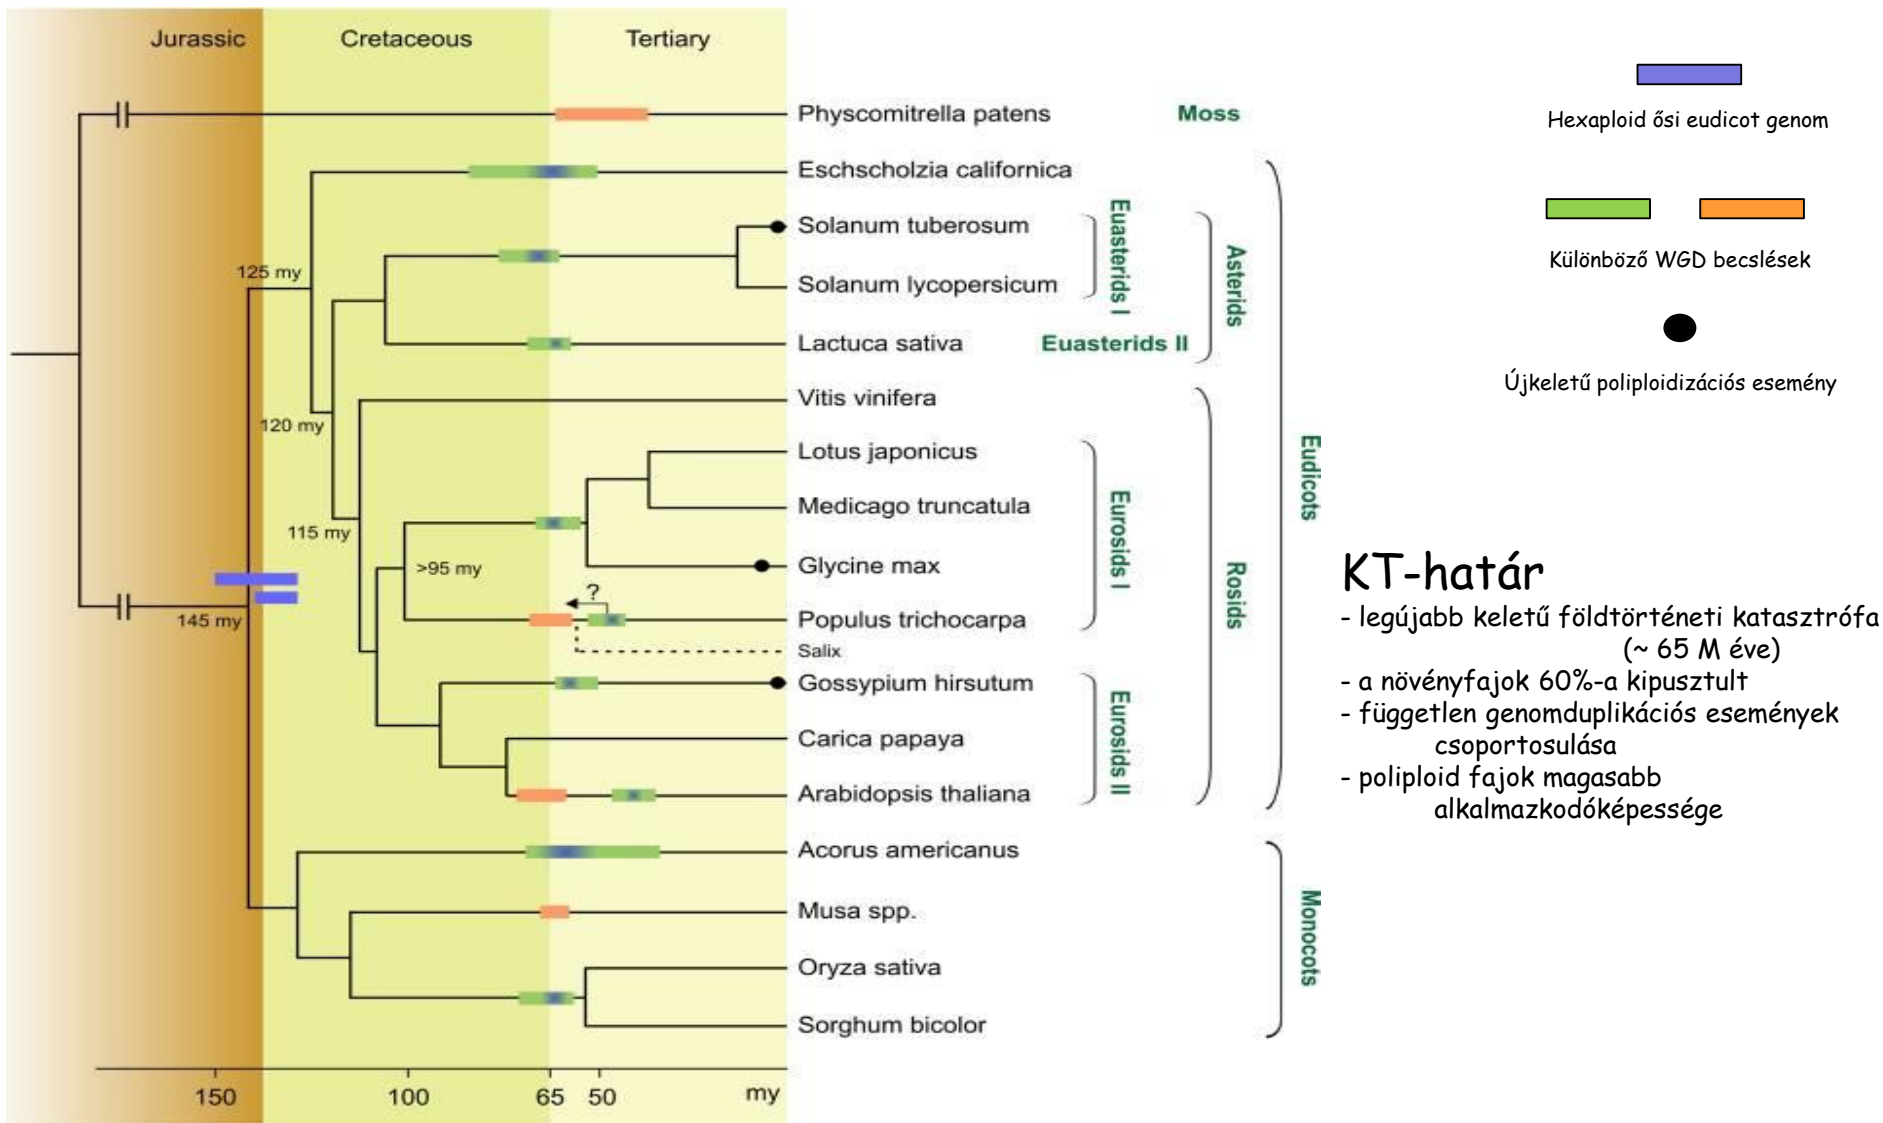 Jurassic
Cretaceous
Tertiary
Physcomitrella patens
Moss
Eschscholzia californica
Solanum tuberosum
Solanum lycopersicum
Euasterids I
Asterids
Lactuca sativa
Euasterids II
Vitis vinifera
Lotus japonicus
Medicago truncatula
Glycine max
Populus trichocarpa
Salix
Eurosids I
Gossypium hirsutum
Carica papaya
Arabidopsis thaliana
Eurosids II
Rosids
Eudicots
Acorus americanus
Musa spp.
Oryza sativa
Sorghum bicolor
Monocots
125 my
120 my
115 my
>95 my
?
145 my
150
100
65
50
my
Hexaploid ősi eudicot genom
Különböző WGD becslések
Újkeletű poliploidizációs esemény
KT-határ
- legújabb keletű földtörténeti katasztrófa
(~ 65 M éve)
- a növényfajok 60%-a kipusztult
- független genomduplikációs események
csoportosulása
- poliploid fajok magasabb
alkalmazkodóképessége